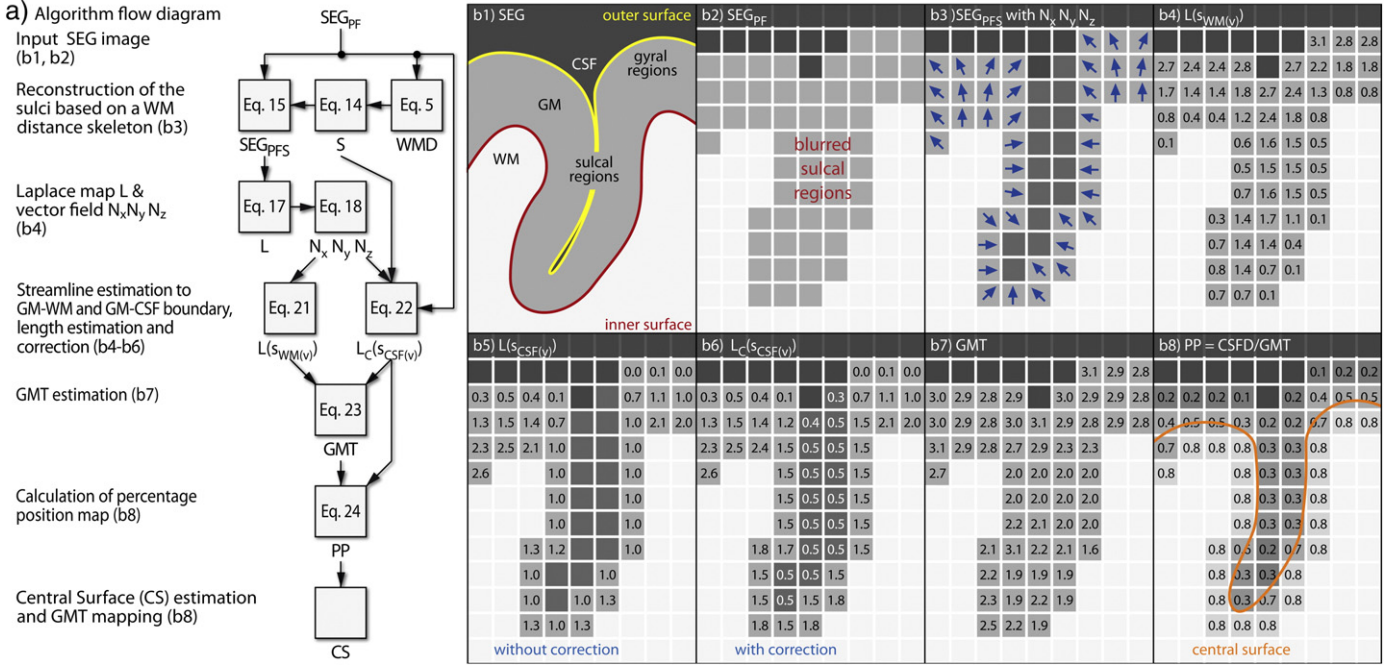 a) Algorithm flow diagram
Input SEG image
(b1, b2)
Reconstruction of the
sulci based on a WM
distance skeleton (b3)
Laplace map L &
vector field NxNy Nz
(b4)
Streamline estimation to
GM-WM and GM-CSF boundary,
length estimation and
correction (b4-b6)
GMT estimation (b7)
Calculation of percentage
position map (b8)
Central Surface (CS) estimation
and GMT mapping (b8)
SEGPF
Eq. 15
Eq. 14
Eq. 5
SEGPFS
S
WMD
Eq. 17
Eq. 18
L
Nx Ny Nz
Eq. 21
Eq. 22
L(sWM(v))
LC(sCSF(v))
Eq. 23
GMT
Eq. 24
PP
CS
b1) SEG
outer surface
CSF
gyral
regions
GM
WM
sulcal
regions
inner surface
b2) SEGPF
blurred
sulcal
regions
b3) SEGPFS with Nx Ny Nz
b4) L(sWM(v))
3.1 2.8 2.8
2.7 2.4 2.4 2.8 2.7 2.2 1.8 1.8
1.7 1.4 1.4 1.8 2.7 2.4 1.3 0.8 0.8
0.8 0.4 0.4 1.2 2.4 1.8 0.8
0.1 0.6 1.6 1.5 0.5
0.5 1.5 1.5 0.5
0.7 1.6 1.5 0.5
0.3 1.4 1.7 1.1 0.1
0.7 1.4 1.4 0.4
0.8 1.4 0.7 0.1
0.7 0.7 0.1
b5) L(sCSF(v))
0.0 0.1 0.0
0.3 0.5 0.4 0.1 0.7 1.1 1.0
1.3 1.5 1.4 0.7 1.0 2.1 2.0
2.3 2.5 2.1 1.0 1.0
2.6 1.0 1.0
1.0 1.0
1.0 1.0
1.3 1.2 1.0
1.0 1.0
1.0 1.0 1.3
1.3 1.0 1.3
without correction
b6) LC(sCSF(v))
0.0 0.1 0.0
0.3 0.5 0.4 0.1 0.3 0.7 1.1 1.0
1.3 1.5 1.4 1.2 0.4 0.5 1.5 2.1 2.0
2.3 2.5 2.4 1.5 0.5 0.5 1.5
2.6 1.5 0.5 0.5 1.5
1.5 0.5 0.5 1.5
1.5 0.5 0.5 1.5
1.8 1.7 0.5 0.5 1.5
1.5 0.5 0.5 1.5
1.5 0.5 1.5 1.8
1.8 1.5 1.8
with correction
b7) GMT
3.1 2.9 2.8
3.0 2.9 2.8 2.9 3.0 2.9 2.9 2.8
3.0 2.9 2.8 3.0 3.1 2.9 2.8 2.9 2.8
3.1 2.9 2.8 2.7 2.9 2.3 2.3
2.7 2.0 2.0 2.0 2.0
2.0 2.0 2.0 2.0
2.2 2.1 2.0 2.0
2.1 3.1 2.2 2.1 1.6
2.2 1.9 1.9 1.9
2.3 1.9 2.2 1.9
2.5 2.2 1.9
b8) PP = CSFD/GMT
0.1 0.2 0.2
0.2 0.2 0.2 0.1 0.2 0.4 0.5 0.5
0.4 0.5 0.5 0.3 0.2 0.2 0.7 0.8 0.8
0.7 0.8 0.8 0.8 0.3 0.3 0.8
0.8 0.8 0.3 0.3 0.8
0.8 0.3 0.3 0.8
0.8 0.3 0.3 0.8
0.8 0.2 0.7 0.8
0.8 0.3 0.3 0.8
0.8 0.3 0.7 0.8
0.8 0.8 0.8
central surface